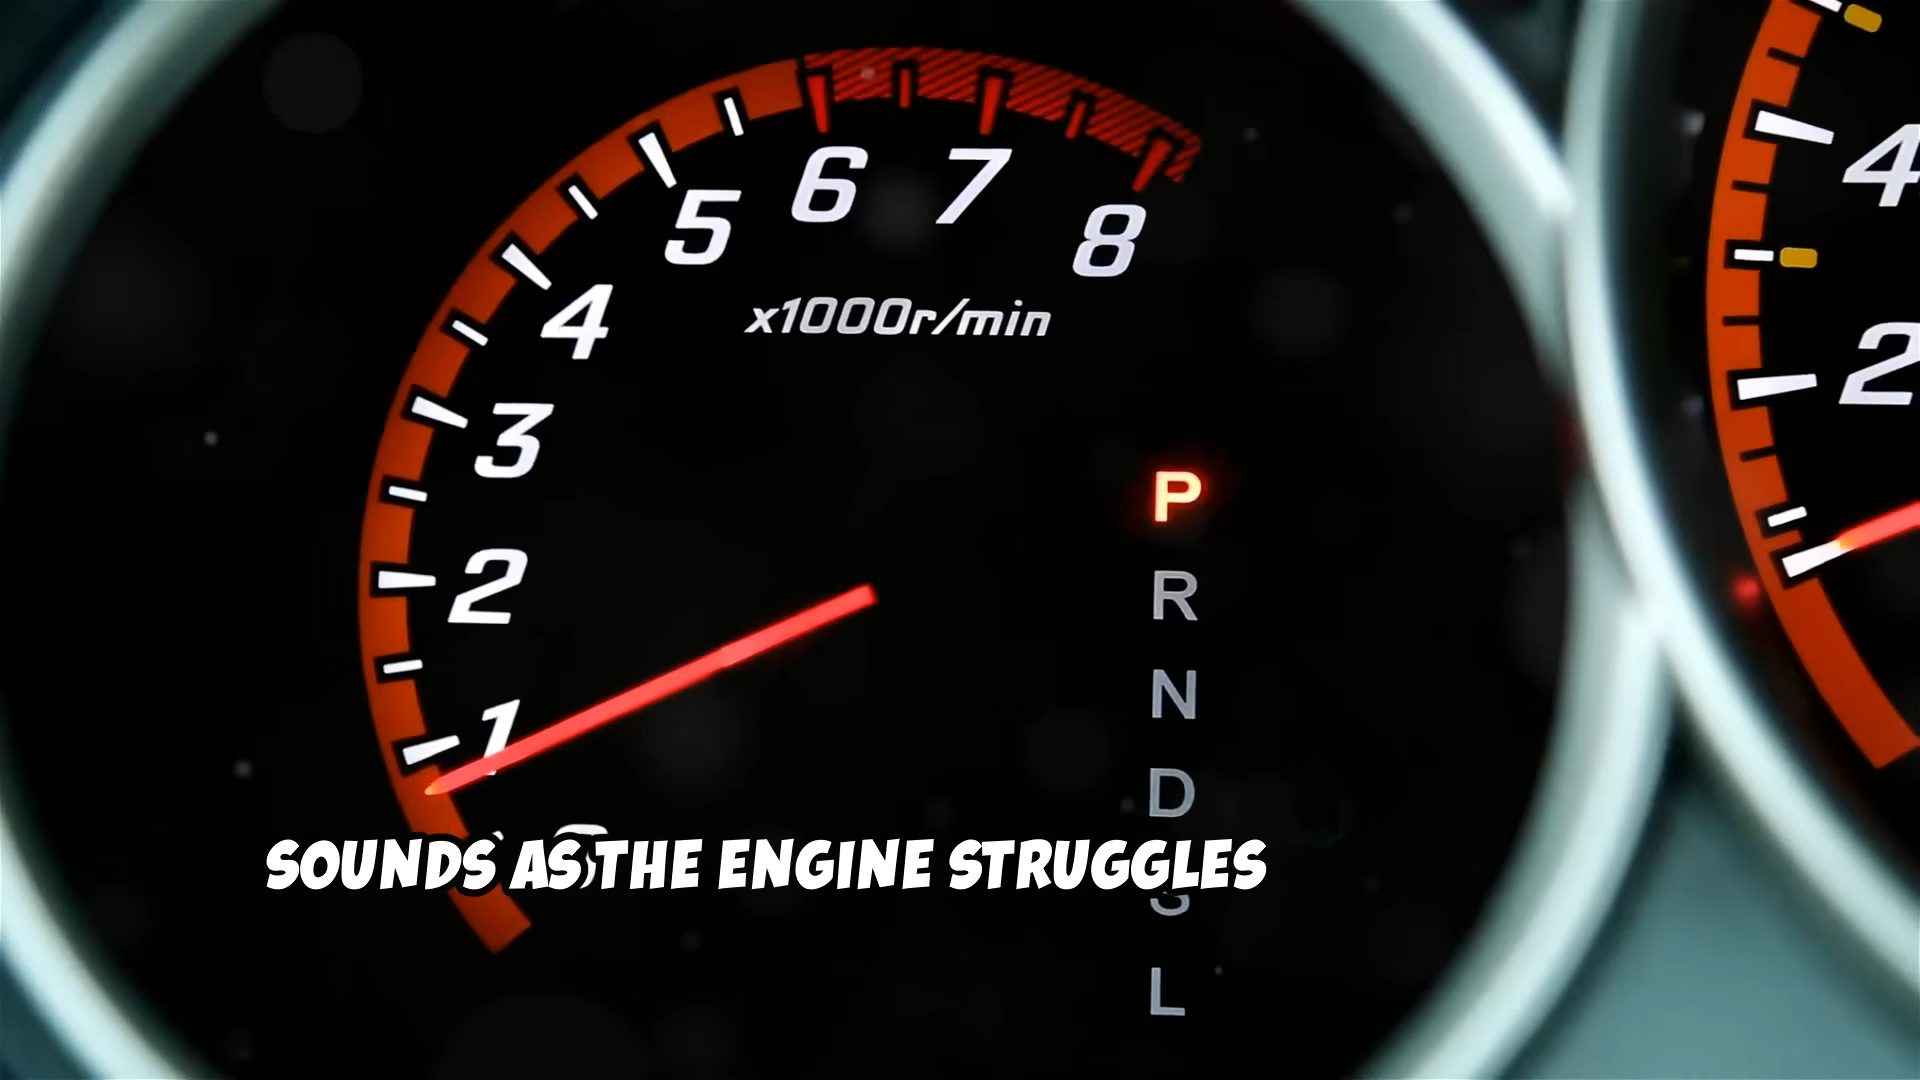 6 7
5 8
4
x1000r/min
3
2
1
P
R
N
D
S
L
4
2
SOUNDS AS THE ENGINE STRUGGLES